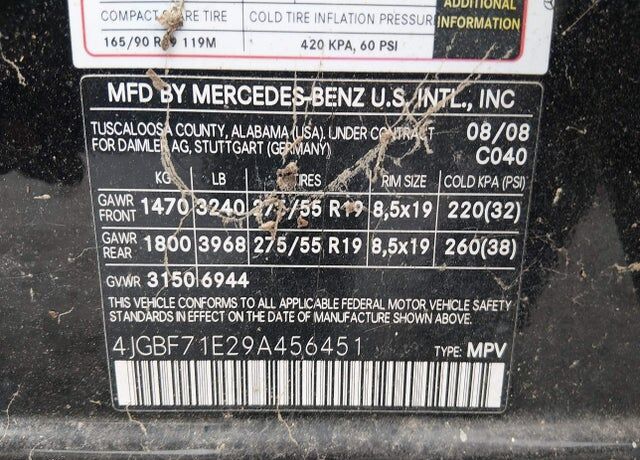 ADDITIONAL
COMPACT SPARE TIRE COLD TIRE INFLATION PRESSURE INFORMATION
165/90 R19 119M 420 KPA, 60 PSI
MFD BY MERCEDES-BENZ U.S. INTL., INC
TUSCALOOSA COUNTY, ALABAMA (USA). UNDER CONTRACT 08/08
FOR DAIMLER AG, STUTTGART (GERMANY) C040
KG LB TIRES RIM SIZE COLD KPA (PSI)
GAWR FRONT 1470 3240 275/55 R19 8,5x19 220(32)
GAWR REAR 1800 3968 275/55 R19 8,5x19 260(38)
GVWR 3150 6944
THIS VEHICLE CONFORMS TO ALL APPLICABLE FEDERAL MOTOR VEHICLE SAFETY
STANDARDS IN EFFECT ON THE DATE OF MANUFACTURE SHOWN ABOVE.
4JGBF71E29A456451 TYPE: MPV